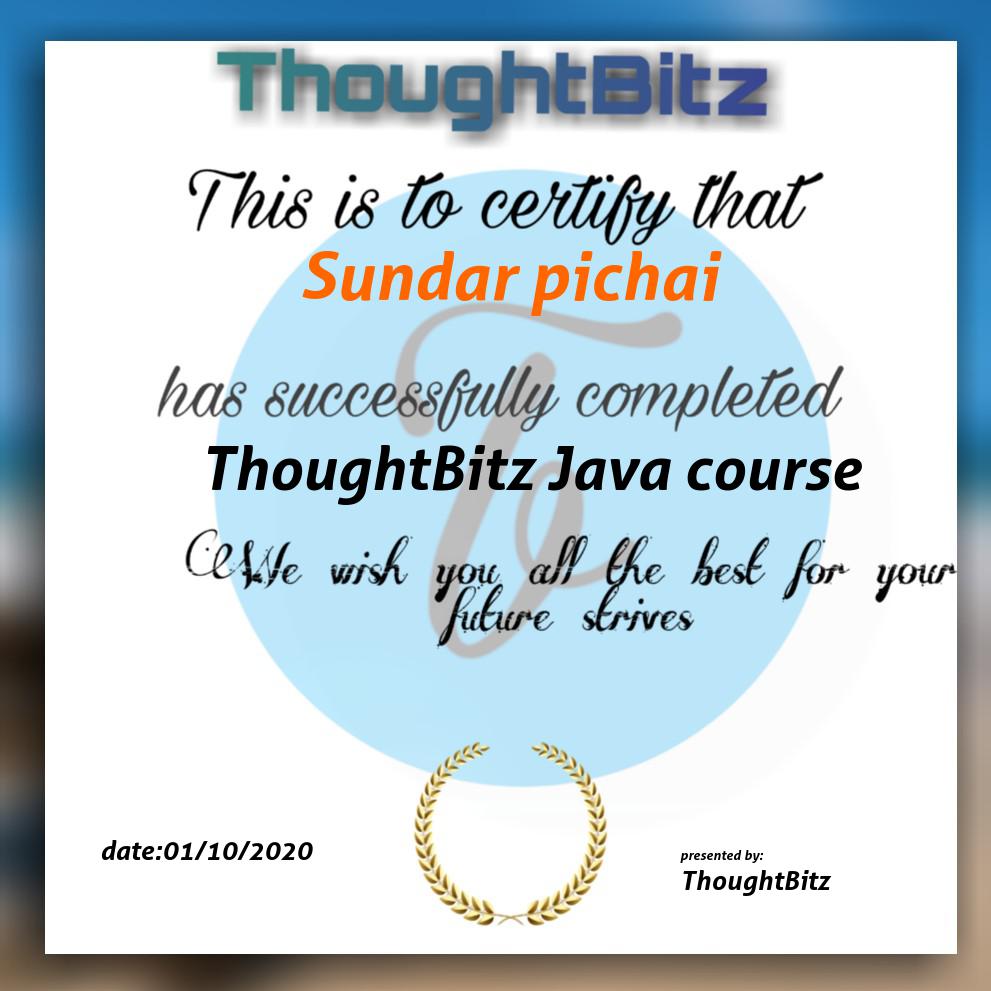 ThoughtBitz
This is to certify that
Sundar pichai
has successfully completed
ThoughtBitz Java course
We wish you all the best for your
future strives
date:01/10/2020
presented by:
ThoughtBitz